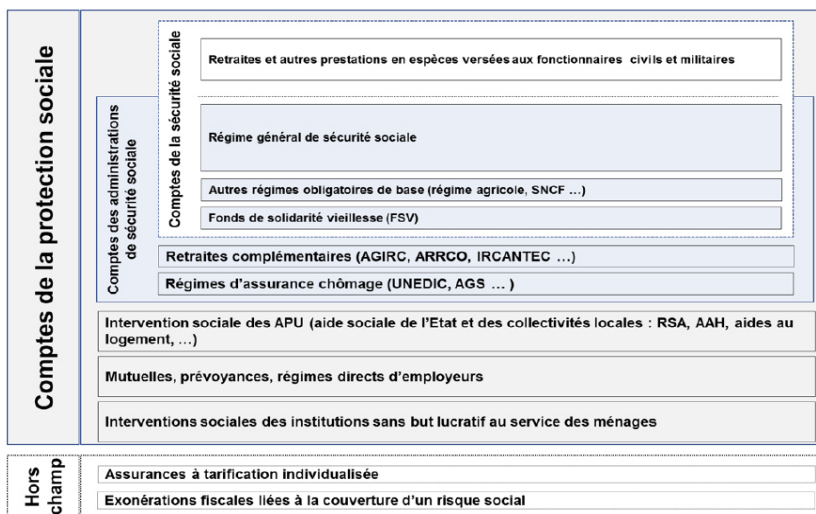 Comptes de la protection sociale
Comptes des administrations
de sécurité sociale
Comptes de la sécurité sociale
Retraites et autres prestations en espèces versées aux fonctionnaires civils et militaires
Régime général de sécurité sociale
Autres régimes obligatoires de base (régime agricole, SNCF ...)
Fonds de solidarité vieillesse (FSV)
Retraites complémentaires (AGIRC, ARRCO, IRCANTEC ...)
Régimes d'assurance chômage (UNEDIC, AGS ... )
Intervention sociale des APU (aide sociale de l'Etat et des collectivités locales : RSA, AAH, aides au
logement, ...)
Mutuelles, prévoyances, régimes directs d'employeurs
Interventions sociales des institutions sans but lucratif au service des ménages
Hors
champ
Assurances à tarification individualisée
Exonérations fiscales liées à la couverture d'un risque social